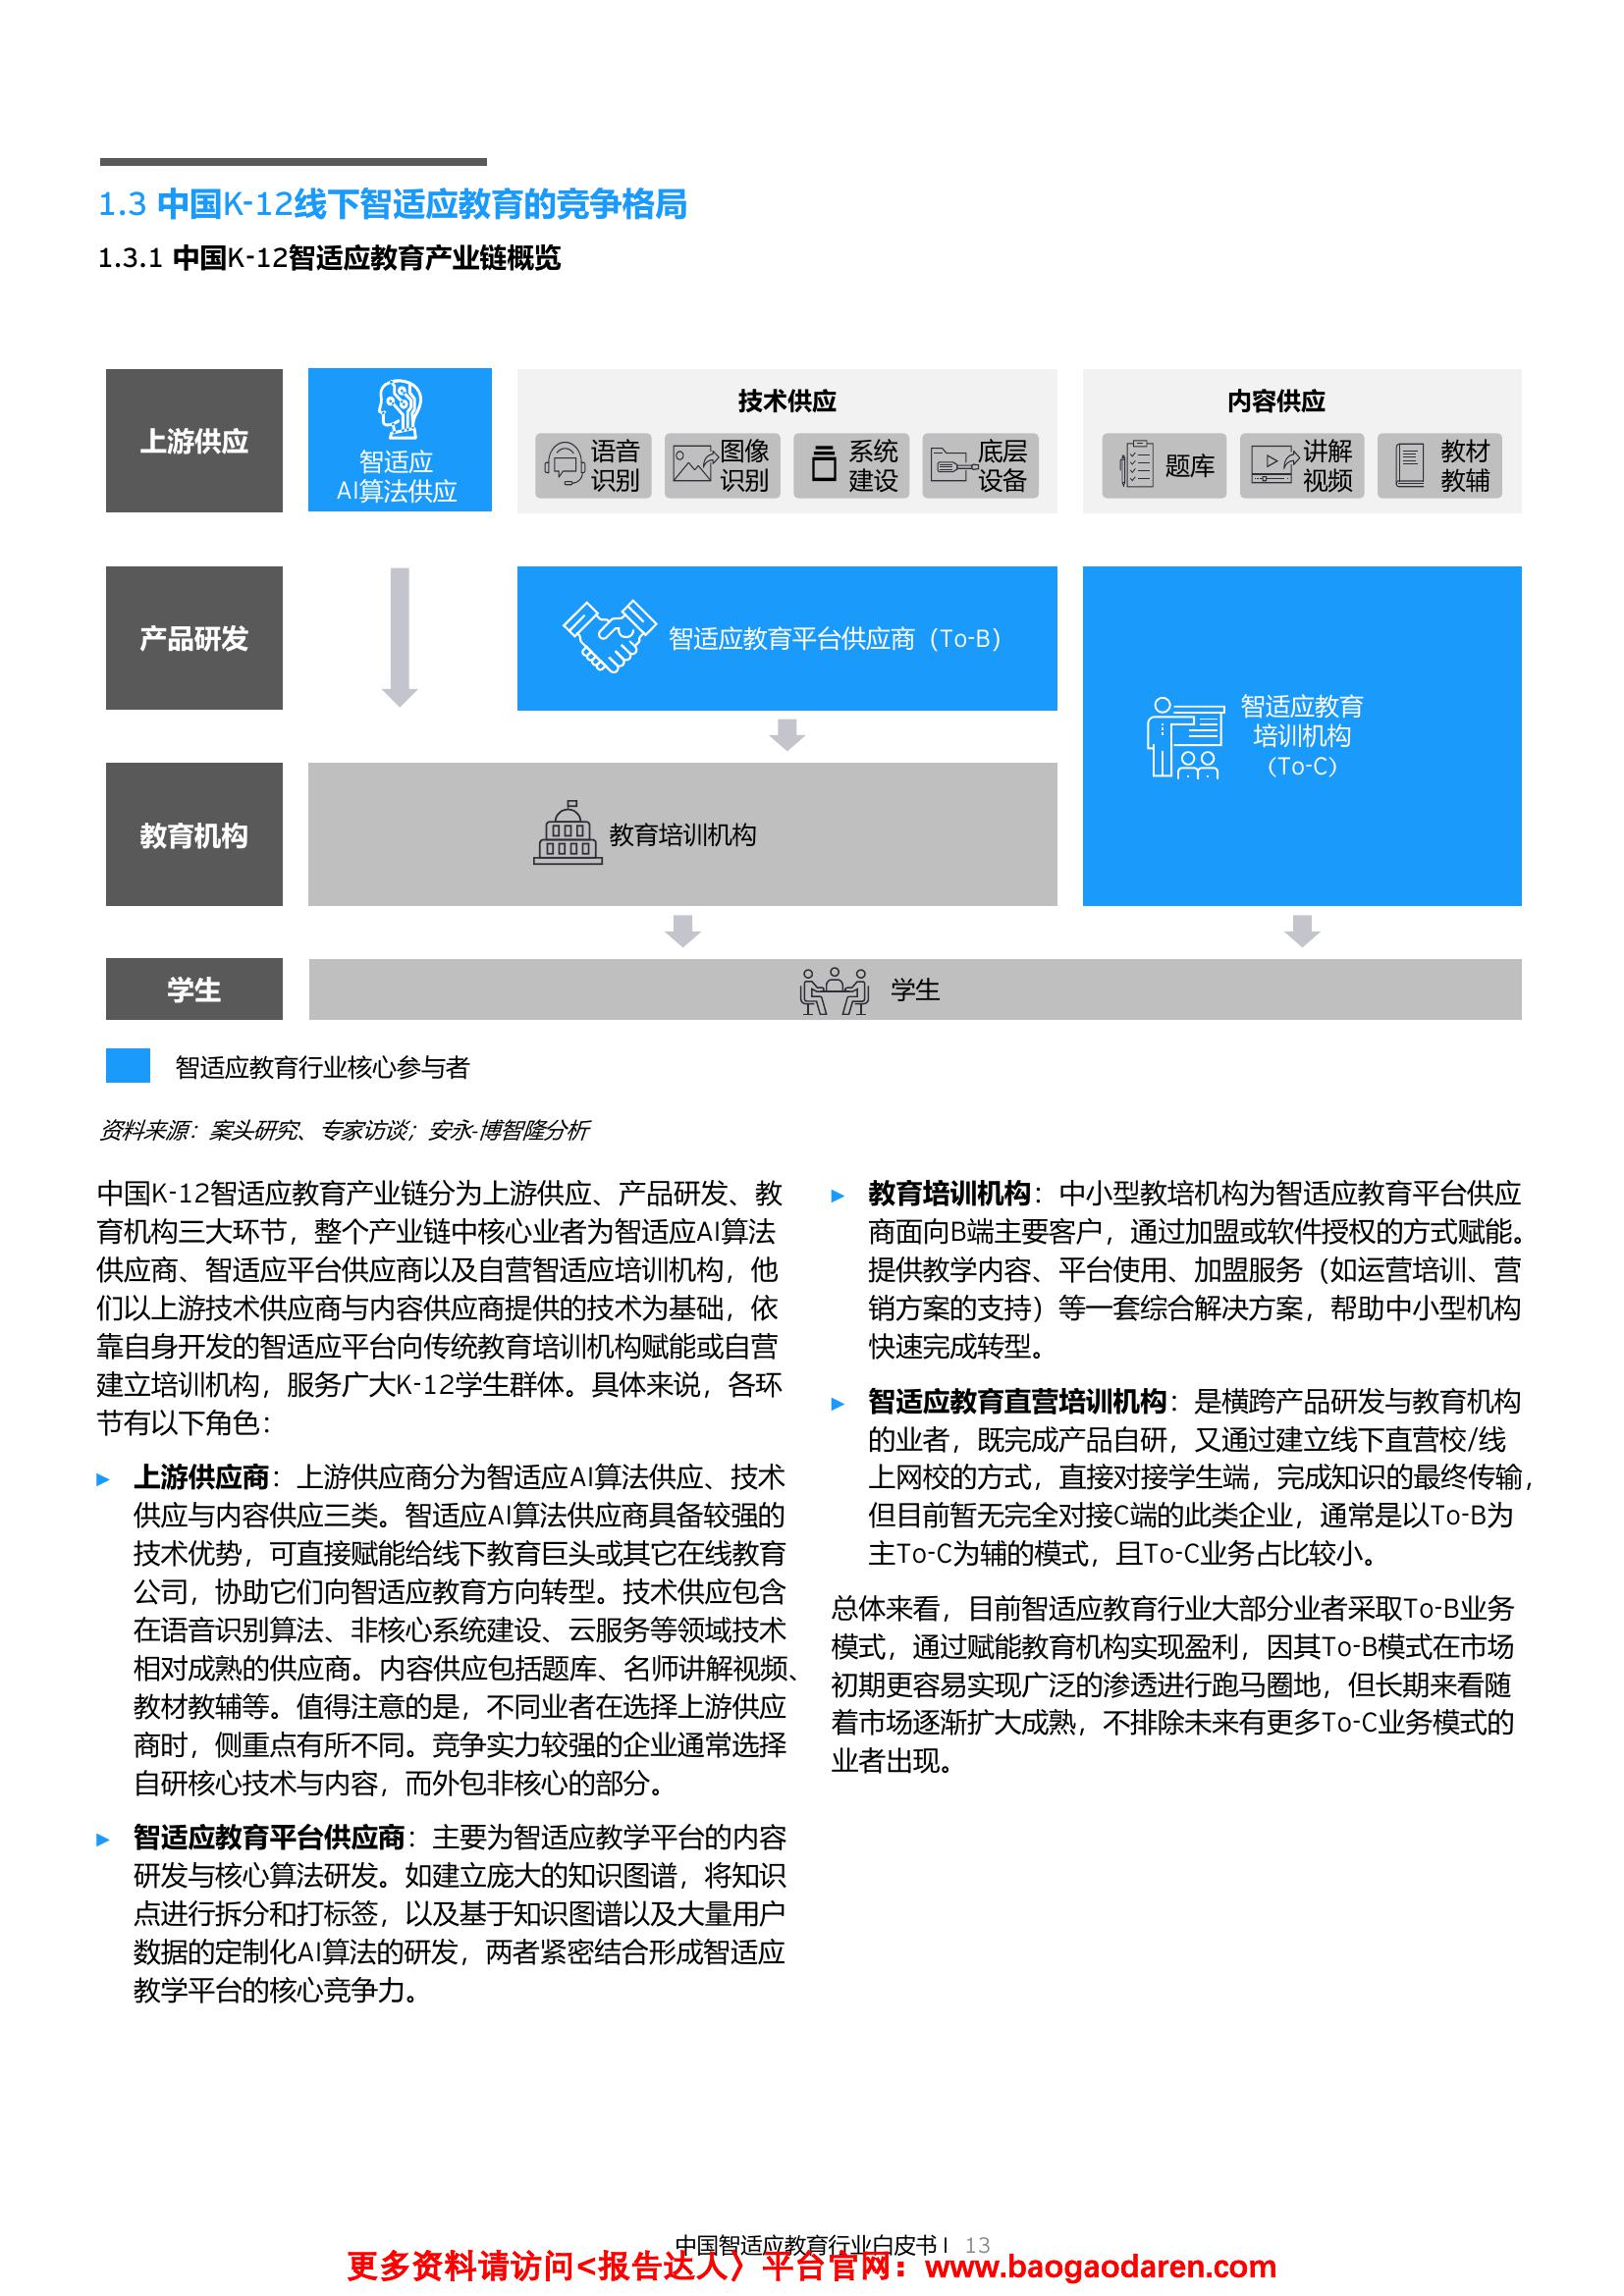 1.3 中国K-12线下智适应教育的竞争格局
1.3.1 中国K-12智适应教育产业链概览
上游供应
智适应
AI算法供应
技术供应
语音
识别
图像
识别
系统
建设
底层
设备
内容供应
题库
讲解
视频
教材
教辅
产品研发
智适应教育平台供应商（To-B）
智适应教育
培训机构
（To-C）
教育机构
教育培训机构
学生
学生
智适应教育行业核心参与者
资料来源：案头研究、专家访谈；安永-博智隆分析
中国K-12智适应教育产业链分为上游供应、产品研发、教
育机构三大环节，整个产业链中核心业者为智适应AI算法
供应商、智适应平台供应商以及自营智适应培训机构，他
们以上游技术供应商与内容供应商提供的技术为基础，依
靠自身开发的智适应平台向传统教育培训机构赋能或自营
建立培训机构，服务广大K-12学生群体。具体来说，各环
节有以下角色：
► 上游供应商：上游供应商分为智适应AI算法供应、技术
供应与内容供应三类。智适应AI算法供应商具备较强的
技术优势，可直接赋能给线下教育巨头或其它在线教育
公司，协助它们向智适应教育方向转型。技术供应包含
在语音识别算法、非核心系统建设、云服务等领域技术
相对成熟的供应商。内容供应包括题库、名师讲解视频、
教材教辅等。值得注意的是，不同业者在选择上游供应
商时，侧重点有所不同。竞争实力较强的企业通常选择
自研核心技术与内容，而外包非核心的部分。
► 智适应教育平台供应商：主要为智适应教学平台的内容
研发与核心算法研发。如建立庞大的知识图谱，将知识
点进行拆分和打标签，以及基于知识图谱以及大量用户
数据的定制化AI算法的研发，两者紧密结合形成智适应
教学平台的核心竞争力。
► 教育培训机构：中小型教培机构为智适应教育平台供应
商面向B端主要客户，通过加盟或软件授权的方式赋能。
提供教学内容、平台使用、加盟服务（如运营培训、营
销方案的支持）等一套综合解决方案，帮助中小型机构
快速完成转型。
► 智适应教育直营培训机构：是横跨产品研发与教育机构
的业者，既完成产品自研，又通过建立线下直营校/线
上网校的方式，直接对接学生端，完成知识的最终传输，
但目前暂无完全对接C端的此类企业，通常是以To-B为
主To-C为辅的模式，且To-C业务占比较小。
总体来看，目前智适应教育行业大部分业者采取To-B业务
模式，通过赋能教育机构实现盈利，因其To-B模式在市场
初期更容易实现广泛的渗透进行跑马圈地，但长期来看随
着市场逐渐扩大成熟，不排除未来有更多To-C业务模式的
业者出现。
中国智适应教育行业白皮书 I 13
更多资料请访问<报告达人〉平台官网：www.baogaodaren.com